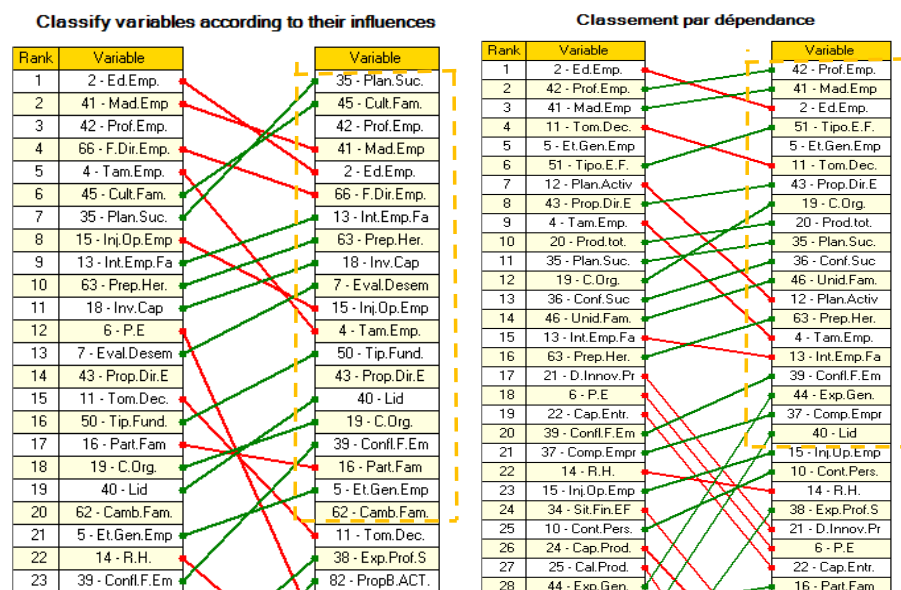 Classify variables according to their influences
Rank Variable Variable
1 2 - Ed.Emp. 35 - Plan.Suc.
2 41 - Mad.Emp 45 - Cult.Fam.
3 42 - Prof.Emp. 42 - Prof.Emp.
4 66 - F.Dir.Emp. 41 - Mad.Emp
5 4 - Tam.Emp. 2 - Ed.Emp.
6 45 - Cult.Fam. 66 - F.Dir.Emp.
7 35 - Plan.Suc. 13 - Int.Emp.Fa
8 15 - Inj.Op.Emp 63 - Prep.Her.
9 13 - Int.Emp.Fa 18 - Inv.Cap
10 63 - Prep.Her. 7 - Eval.Desem
11 18 - Inv.Cap 15 - Inj.Op.Emp
12 6 - P.E 4 - Tam.Emp.
13 7 - Eval.Desem 50 - Tip.Fund.
14 43 - Prop.Dir.E 43 - Prop.Dir.E
15 11 - Tom.Dec. 40 - Lid
16 50 - Tip.Fund. 19 - C.Org.
17 16 - Part.Fam 39 - Confl.F.Em
18 19 - C.Org. 16 - Part.Fam
19 40 - Lid 5 - Et.Gen.Emp
20 62 - Camb.Fam. 62 - Camb.Fam.
21 5 - Et.Gen.Emp 11 - Tom.Dec.
22 14 - R.H. 38 - Exp.Prof.S
23 39 - Confl.F.Em 82 - PropB.ACT.
Classement par dépendance
Rank Variable Variable
1 2 - Ed.Emp. 42 - Prof.Emp.
2 42 - Prof.Emp. 41 - Mad.Emp
3 41 - Mad.Emp 2 - Ed.Emp.
4 11 - Tom.Dec. 51 - Tipo.E.F.
5 5 - Et.Gen.Emp 5 - Et.Gen.Emp
6 51 - Tipo.E.F. 11 - Tom.Dec.
7 12 - Plan.Activ 43 - Prop.Dir.E
8 43 - Prop.Dir.E 19 - C.Org.
9 4 - Tam.Emp. 20 - Prod.tot.
10 20 - Prod.tot. 35 - Plan.Suc.
11 35 - Plan.Suc. 36 - Conf.Suc
12 19 - C.Org. 46 - Unid.Fam.
13 36 - Conf.Suc 12 - Plan.Activ
14 46 - Unid.Fam. 63 - Prep.Her.
15 13 - Int.Emp.Fa 4 - Tam.Emp.
16 63 - Prep.Her. 13 - Int.Emp.Fa
17 21 - D.Innov.Pr 39 - Confl.F.Em
18 6 - P.E 44 - Exp.Gen.
19 22 - Cap.Entr. 37 - Comp.Empr
20 39 - Confl.F.Em 40 - Lid
21 37 - Comp.Empr 15 - Inj.Op.Emp
22 14 - R.H. 10 - Cont.Pers.
23 15 - Inj.Op.Emp 14 - R.H.
24 34 - Sit.Fin.EF 38 - Exp.Prof.S
25 10 - Cont.Pers. 21 - D.Innov.Pr
26 24 - Cap.Prod. 6 - P.E
27 25 - Cal.Prod. 22 - Cap.Entr.
28 44 - Exp.Gen. 16 - Part.Fam